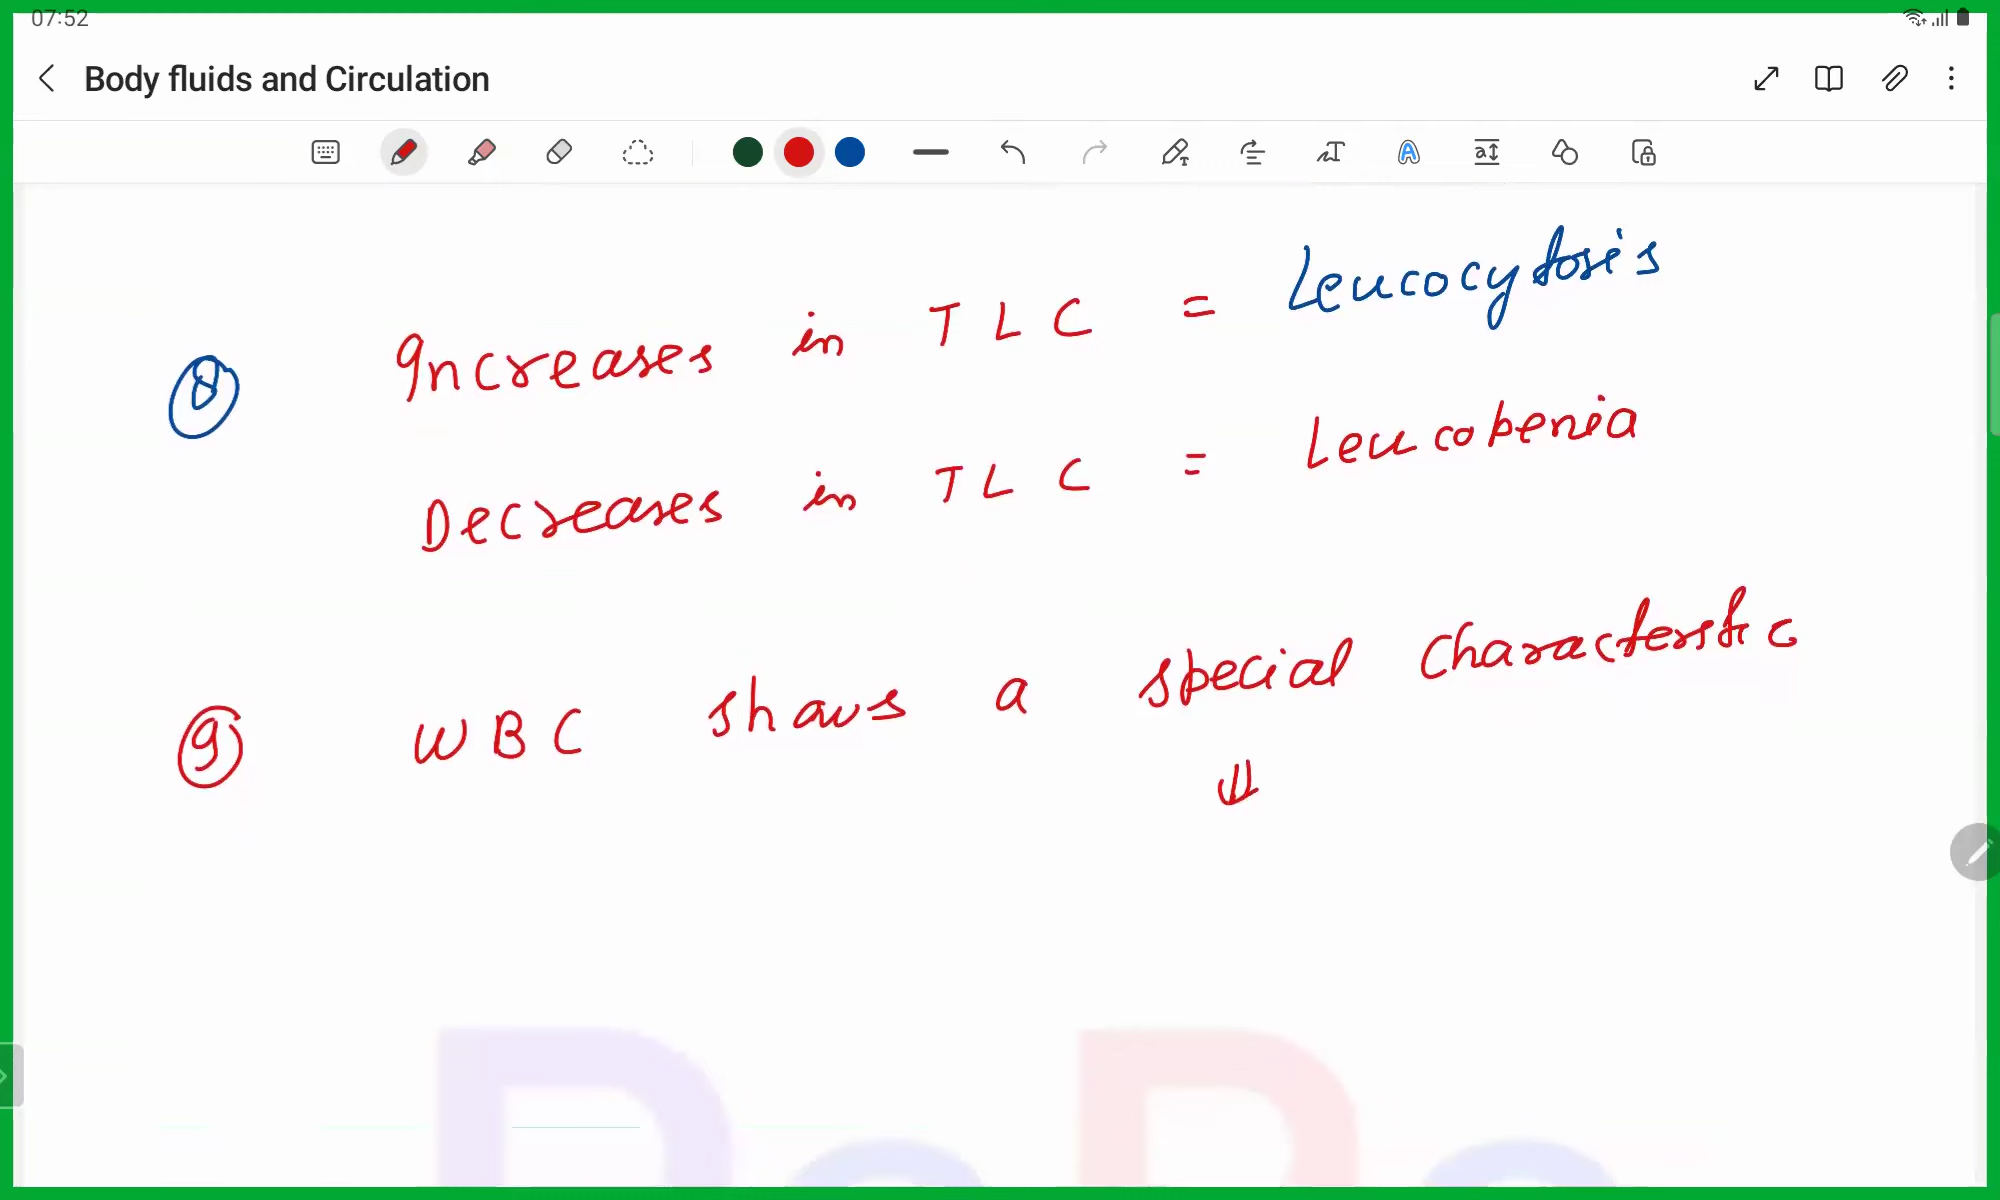 07:52
Body fluids and Circulation
⑧ Increases in TLC = Leucocytosis
Decreases in TLC = Leucopenia
⑨ WBC shows a special characterstic
⇓